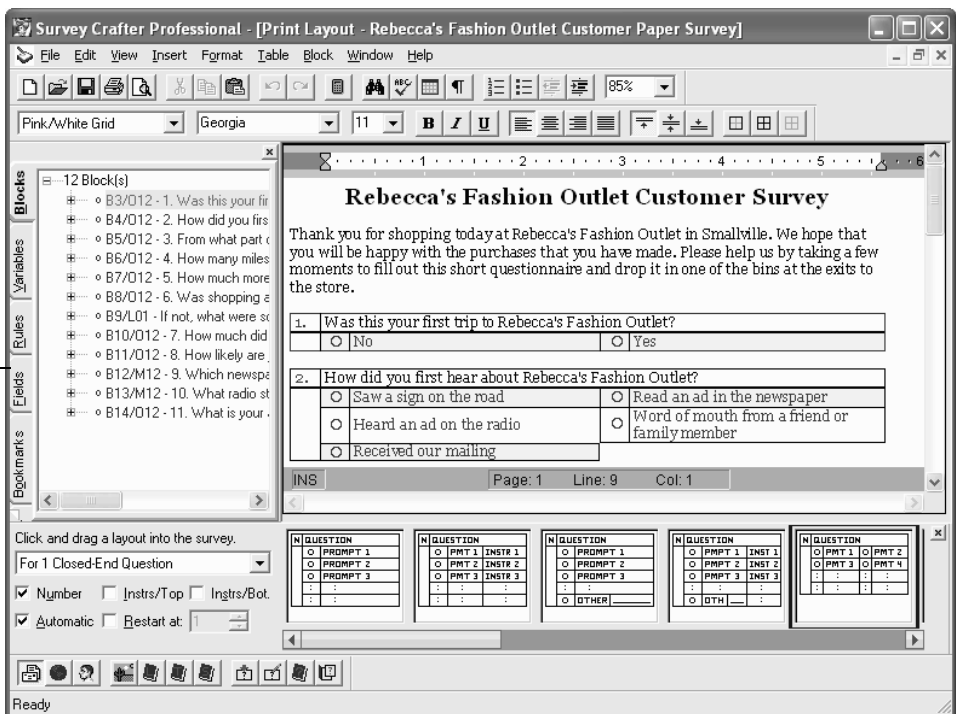 Survey Crafter Professional - [Print Layout - Rebecca's Fashion Outlet Customer Paper Survey]
File Edit View Insert Format Table Block Window Help
85%
Pink/White Grid Georgia 11 B I U
1 2 3 4 5 6
Blocks
Variables
Rules
Fields
Bookmarks
12 Block(s)
B3/O12 - 1. Was this your fir
B4/O12 - 2. How did you firs
B5/O12 - 3. From what part o
B6/O12 - 4. How many miles
B7/O12 - 5. How much more
B8/O12 - 6. Was shopping a
B9/L01 - If not, what were so
B10/O12 - 7. How much did
B11/O12 - 8. How likely are
B12/M12 - 9. Which newspa
B13/M12 - 10. What radio st
B14/O12 - 11. What is your
Rebecca's Fashion Outlet Customer Survey
Thank you for shopping today at Rebecca's Fashion Outlet in Smallville. We hope that
you will be happy with the purchases that you have made. Please help us by taking a few
moments to fill out this short questionnaire and drop it in one of the bins at the exits to
the store.
1. Was this your first trip to Rebecca's Fashion Outlet?
No Yes
2. How did you first hear about Rebecca's Fashion Outlet?
Saw a sign on the road Read an ad in the newspaper
Heard an ad on the radio Word of mouth from a friend or
family member
Received our mailing
INS Page: 1 Line: 9 Col: 1
Click and drag a layout into the survey.
For 1 Closed-End Question
Number Instrs/Top Instrs/Bot.
Automatic Restart at: 1
N QUESTION
O PROMPT 1
O PROMPT 2
O PROMPT 3
: :
: :
N QUESTION
O PMT 1 INSTR 1
O PMT 2 INSTR 2
O PMT 3 INSTR 3
: : :
: : :
N QUESTION
O PROMPT 1
O PROMPT 2
O PROMPT 3
: :
O OTHER ____
N QUESTION
O PMPT 1 INST 1
O PMPT 2 INST 2
O PMPT 3 INST 3
: : :
O OTH __ :
N QUESTION
O PMT 1 O PMT 2
O PMT 3 O PMT 4
: : : :
: : : :
Ready